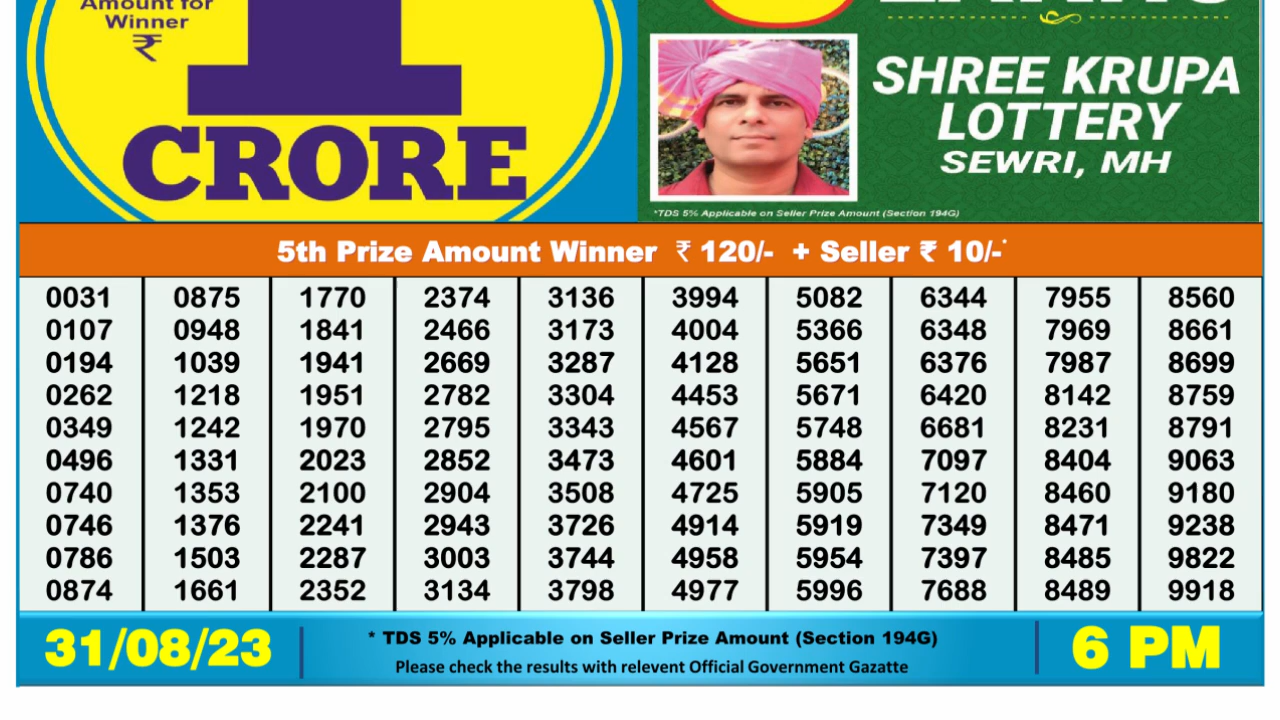 Amount for
Winner
₹
1
CRORE
SHREE KRUPA
LOTTERY
SEWRI, MH
*TDS 5% Applicable on Seller Prize Amount (Section 194G)
5th Prize Amount Winner ₹ 120/- + Seller ₹ 10/-*
0031 0875 1770 2374 3136 3994 5082 6344 7955 8560
0107 0948 1841 2466 3173 4004 5366 6348 7969 8661
0194 1039 1941 2669 3287 4128 5651 6376 7987 8699
0262 1218 1951 2782 3304 4453 5671 6420 8142 8759
0349 1242 1970 2795 3343 4567 5748 6681 8231 8791
0496 1331 2023 2852 3473 4601 5884 7097 8404 9063
0740 1353 2100 2904 3508 4725 5905 7120 8460 9180
0746 1376 2241 2943 3726 4914 5919 7349 8471 9238
0786 1503 2287 3003 3744 4958 5954 7397 8485 9822
0874 1661 2352 3134 3798 4977 5996 7688 8489 9918
31/08/23
* TDS 5% Applicable on Seller Prize Amount (Section 194G)
Please check the results with relevent Official Government Gazatte
6 PM